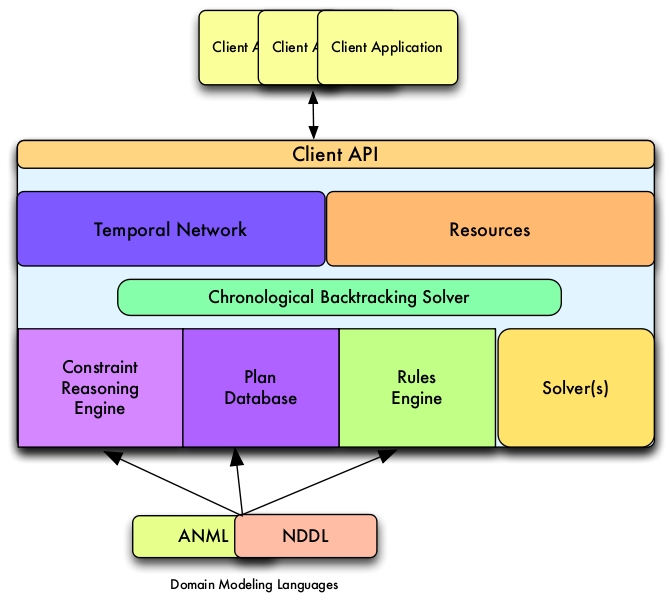 Client A
Client A
Client Application
Client API
Temporal Network
Resources
Chronological Backtracking Solver
Constraint
Reasoning
Engine
Plan
Database
Rules
Engine
Solver(s)
ANML
NDDL
Domain Modeling Languages